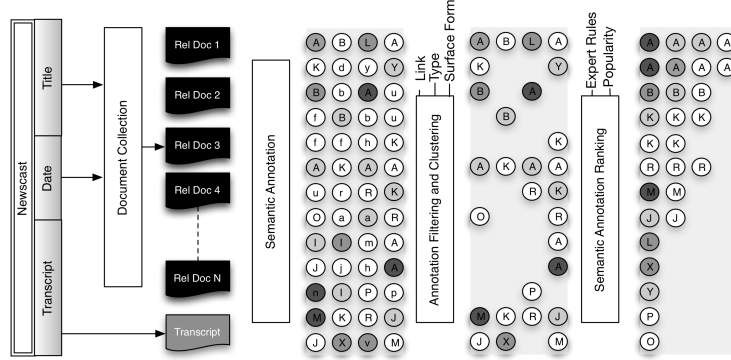 Newscast
Title
Date
Transcript
Document Collection
Rel Doc 1
Rel Doc 2
Rel Doc 3
Rel Doc 4
Rel Doc N
Transcript
Semantic Annotation
A B L A
K d y Y
B b A u
f B b u
f f h K
A K A A
u r R K
O a a R
I I m A
J j h A
n I P p
M K R J
J X v M
Link
Type
Surface Form
Annotation Filtering and Clustering
A B L A
K Y
B A
B
K
A K A A
R K
O R
A
A
P
M K R J
J X M
Expert Rules
Popularity
Semantic Annotation Ranking
A A A A
A A A A
B B B
K K K
K K
R R R
M M
J J
L
X
Y
P
O